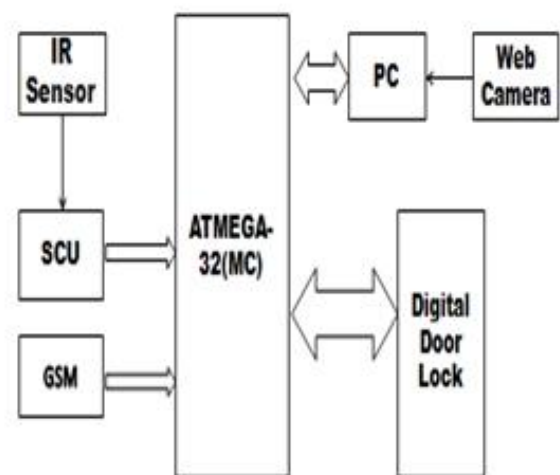 IR
Sensor
SCU
GSM
ATMEGA-
32(MC)
PC
Web
Camera
Digital
Door
Lock